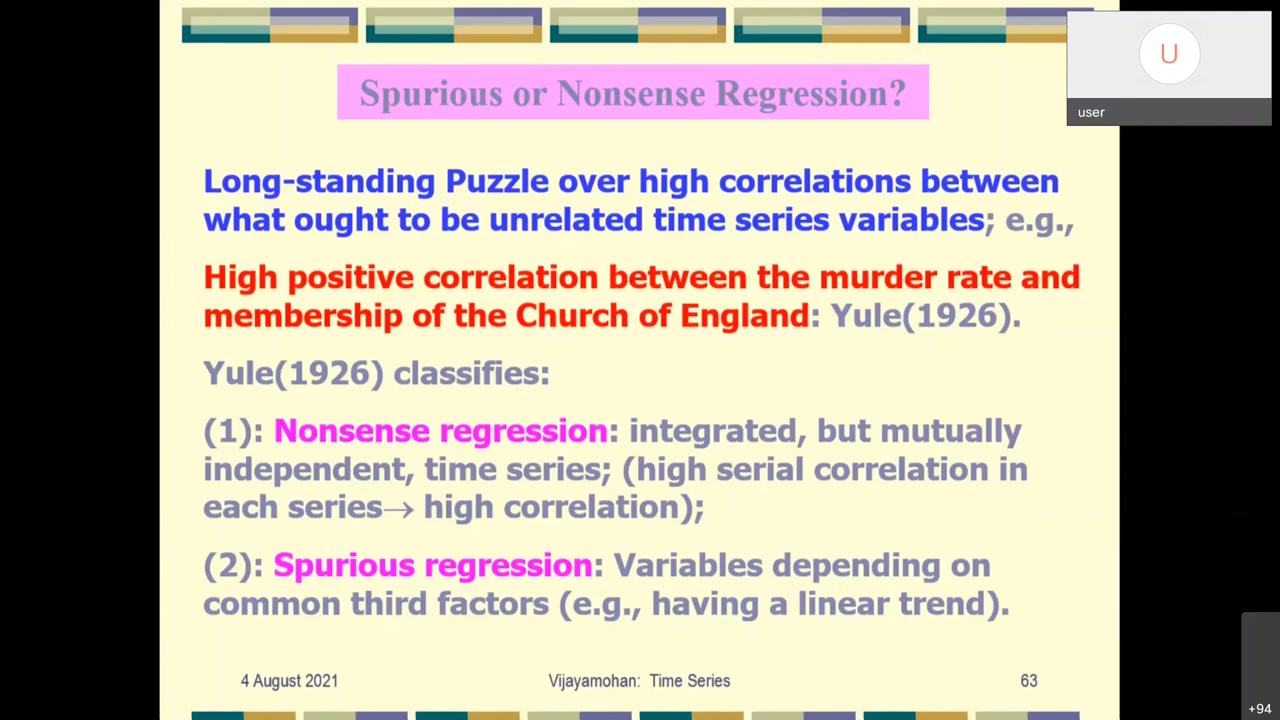 Spurious or Nonsense Regression?
U
user
Long-standing Puzzle over high correlations between
what ought to be unrelated time series variables; e.g.,
High positive correlation between the murder rate and
membership of the Church of England: Yule(1926).
Yule(1926) classifies:
(1): Nonsense regression: integrated, but mutually
independent, time series; (high serial correlation in
each series→ high correlation);
(2): Spurious regression: Variables depending on
common third factors (e.g., having a linear trend).
4 August 2021 Vijayamohan: Time Series 63
+94